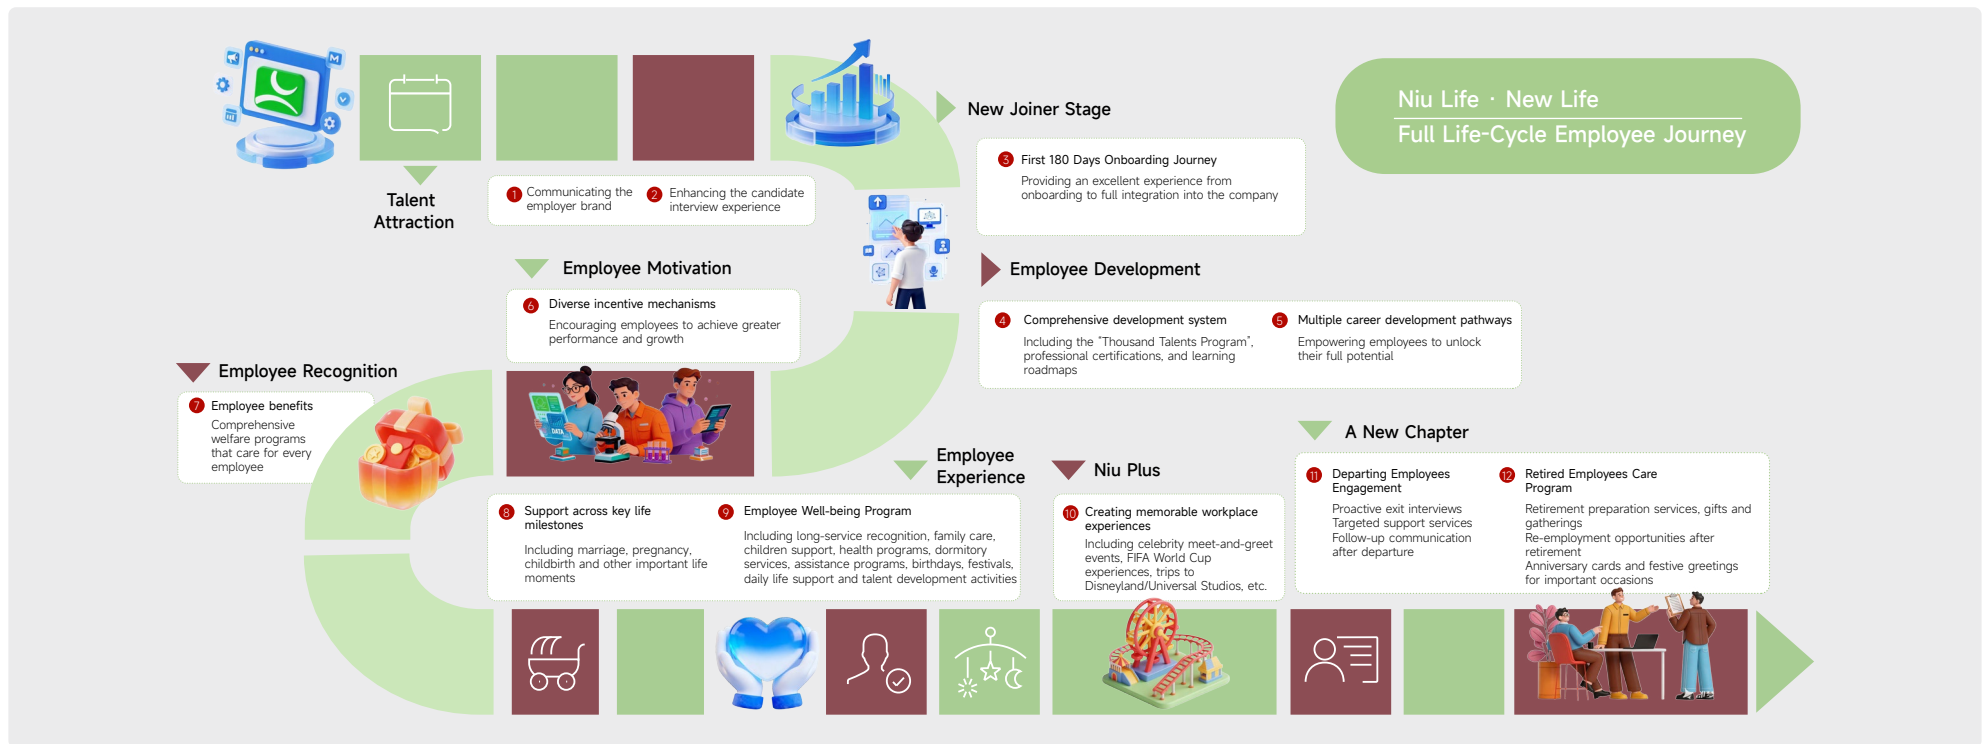 Niu Life · New Life
Full Life-Cycle Employee Journey
Talent
Attraction
1 Communicating the
employer brand
2 Enhancing the candidate
interview experience
New Joiner Stage
3 First 180 Days Onboarding Journey
Providing an excellent experience from
onboarding to full integration into the company
Employee Development
4 Comprehensive development system
Including the "Thousand Talents Program",
professional certifications, and learning
roadmaps
5 Multiple career development pathways
Empowering employees to unlock
their full potential
Employee Motivation
6 Diverse incentive mechanisms
Encouraging employees to achieve greater
performance and growth
DATA
Employee Recognition
7 Employee benefits
Comprehensive
welfare programs
that care for every
employee
Employee
Experience
8 Support across key life
milestones
Including marriage, pregnancy,
childbirth and other important life
moments
9 Employee Well-being Program
Including long-service recognition, family care,
children support, health programs, dormitory
services, assistance programs, birthdays, festivals,
daily life support and talent development activities
Niu Plus
10 Creating memorable workplace
experiences
Including celebrity meet-and-greet
events, FIFA World Cup
experiences, trips to
Disneyland/Universal Studios, etc.
A New Chapter
11 Departing Employees
Engagement
Proactive exit interviews
Targeted support services
Follow-up communication
after departure
12 Retired Employees Care
Program
Retirement preparation services, gifts and
gatherings
Re-employment opportunities after
retirement
Anniversary cards and festive greetings
for important occasions